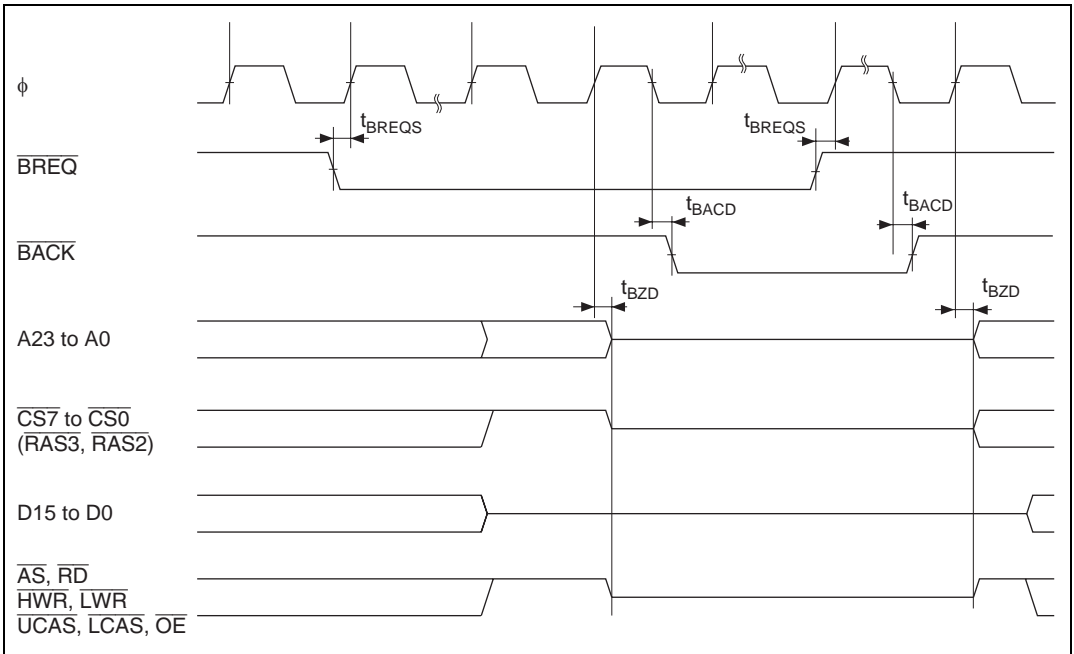 ϕ
tBREQS
tBREQS
BREQ
tBACD
tBACD
BACK
tBZD
tBZD
A23 to A0
CS7 to CS0
(RAS3, RAS2)
D15 to D0
AS, RD
HWR, LWR
UCAS, LCAS, OE